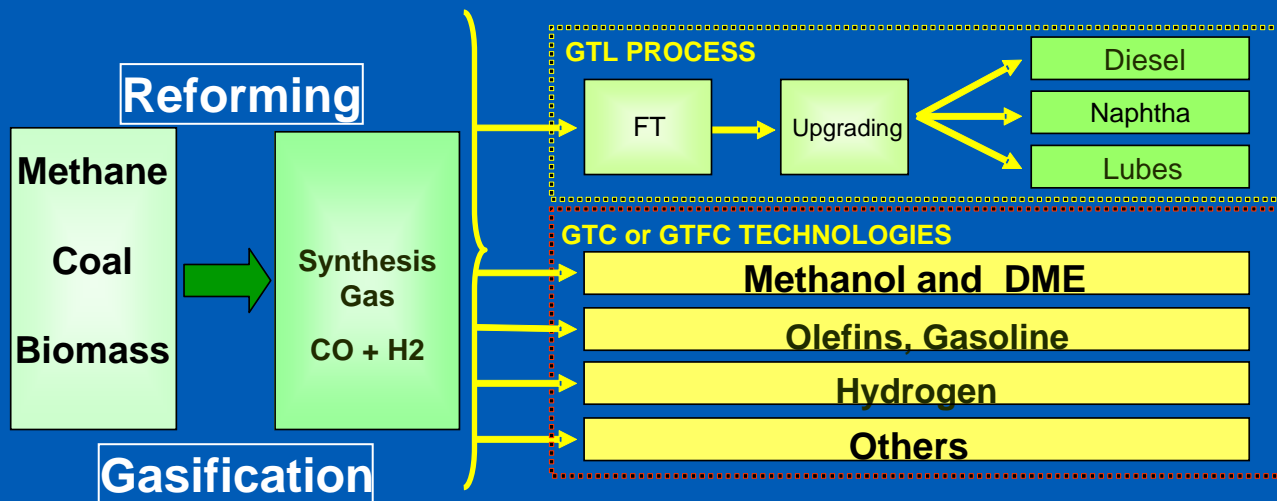 Reforming
Methane
Coal
Biomass
Gasification
Synthesis
Gas
CO + H2
GTL PROCESS
FT
Upgrading
Diesel
Naphtha
Lubes
GTC or GTFC TECHNOLOGIES
Methanol and DME
Olefins, Gasoline
Hydrogen
Others